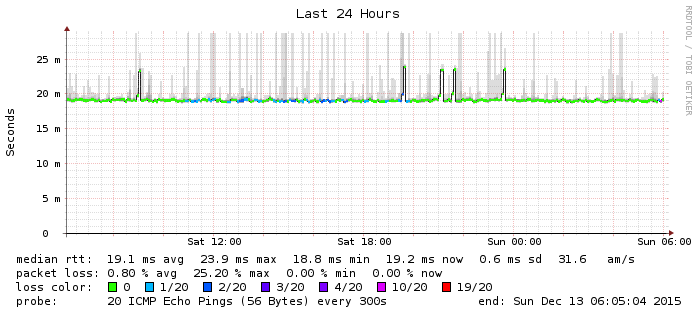 Last 24 Hours
RRDTOOL / TOBI OETIKER
Seconds
25 m
20 m
15 m
10 m
5 m
0
Sat 12:00 Sat 18:00 Sun 00:00 Sun 06:00
median rtt: 19.1 ms avg 23.9 ms max 18.8 ms min 19.2 ms now 0.6 ms sd 31.6 am/s
packet loss: 0.80 % avg 25.20 % max 0.00 % min 0.00 % now
loss color: 0 1/20 2/20 3/20 4/20 10/20 19/20
probe: 20 ICMP Echo Pings (56 Bytes) every 300s end: Sun Dec 13 06:05:04 2015